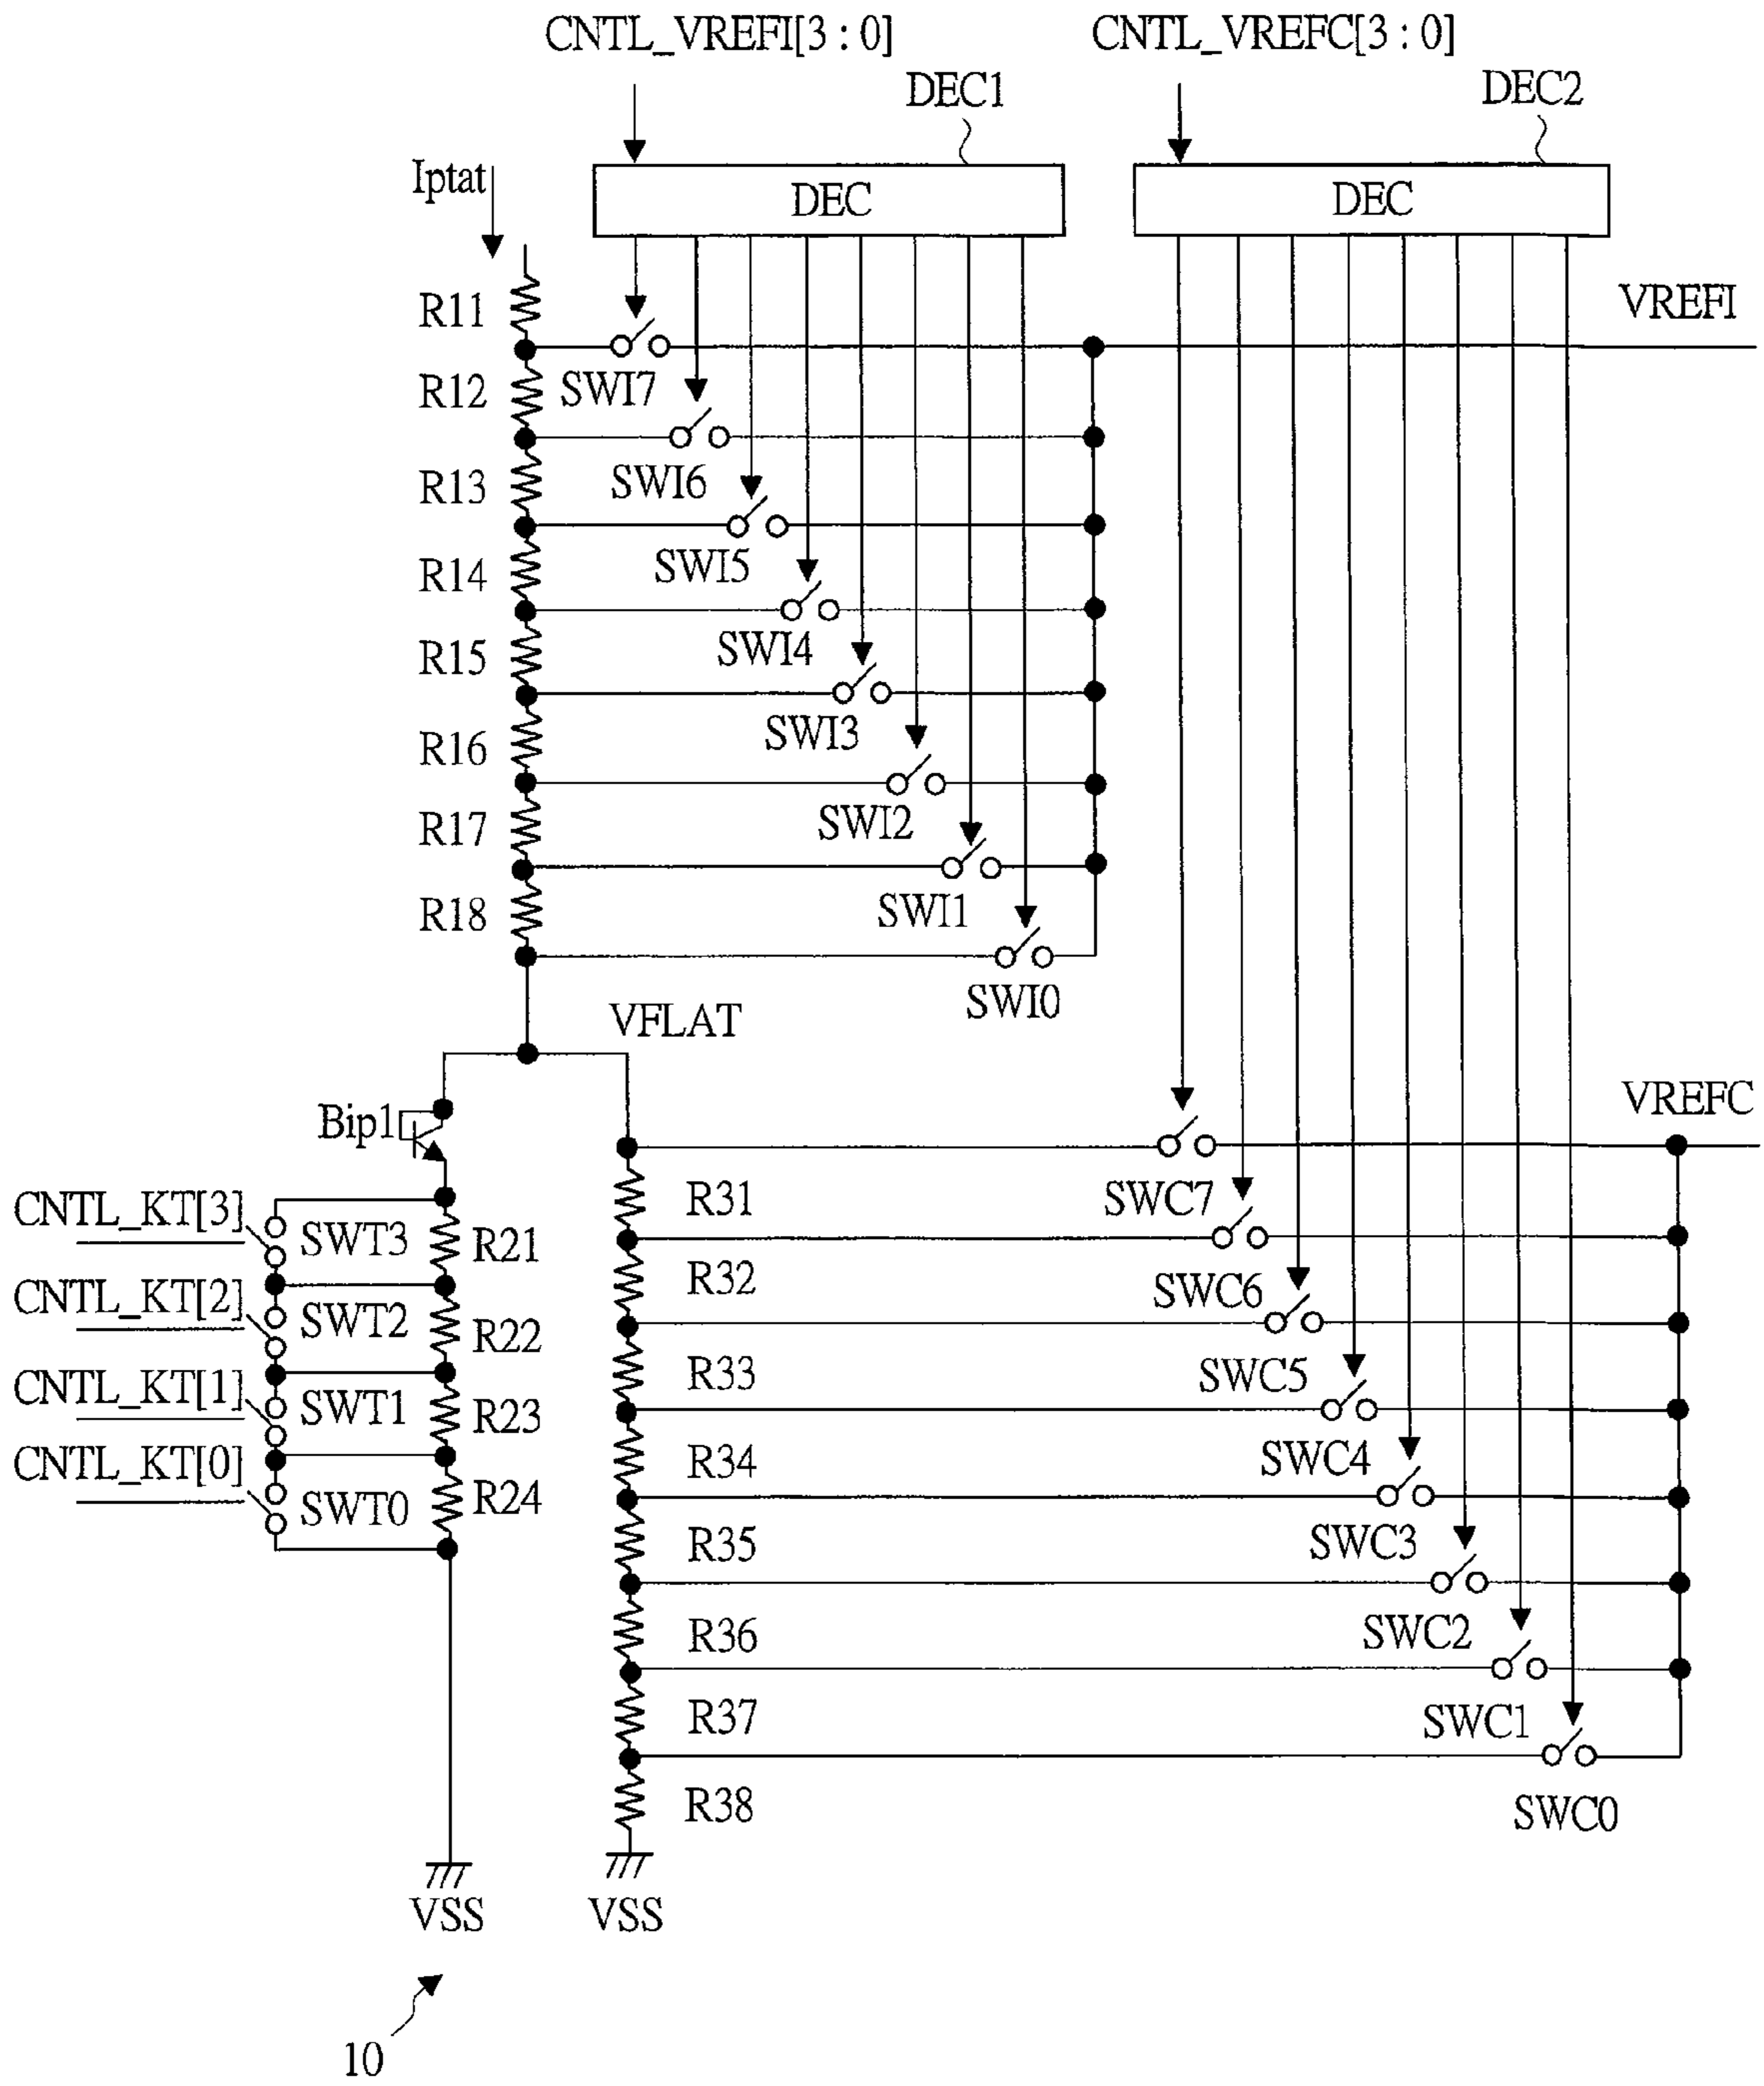 CNTL_VREFI[3 : 0]
CNTL_VREFC[3 : 0]
DEC1
DEC2
Iptat
DEC
DEC
R11
VREFI
SWI7
R12
SWI6
R13
SWI5
R14
SWI4
R15
SWI3
R16
SWI2
R17
SWI1
R18
SWI0
VFLAT
Bip1
VREFC
R31
SWC7
CNTL_KT[3]
SWT3
R21
R32
SWC6
CNTL_KT[2]
SWT2
R22
R33
SWC5
CNTL_KT[1]
SWT1
R23
R34
SWC4
CNTL_KT[0]
SWT0
R24
R35
SWC3
R36
SWC2
R37
SWC1
R38
SWC0
VSS
VSS
10